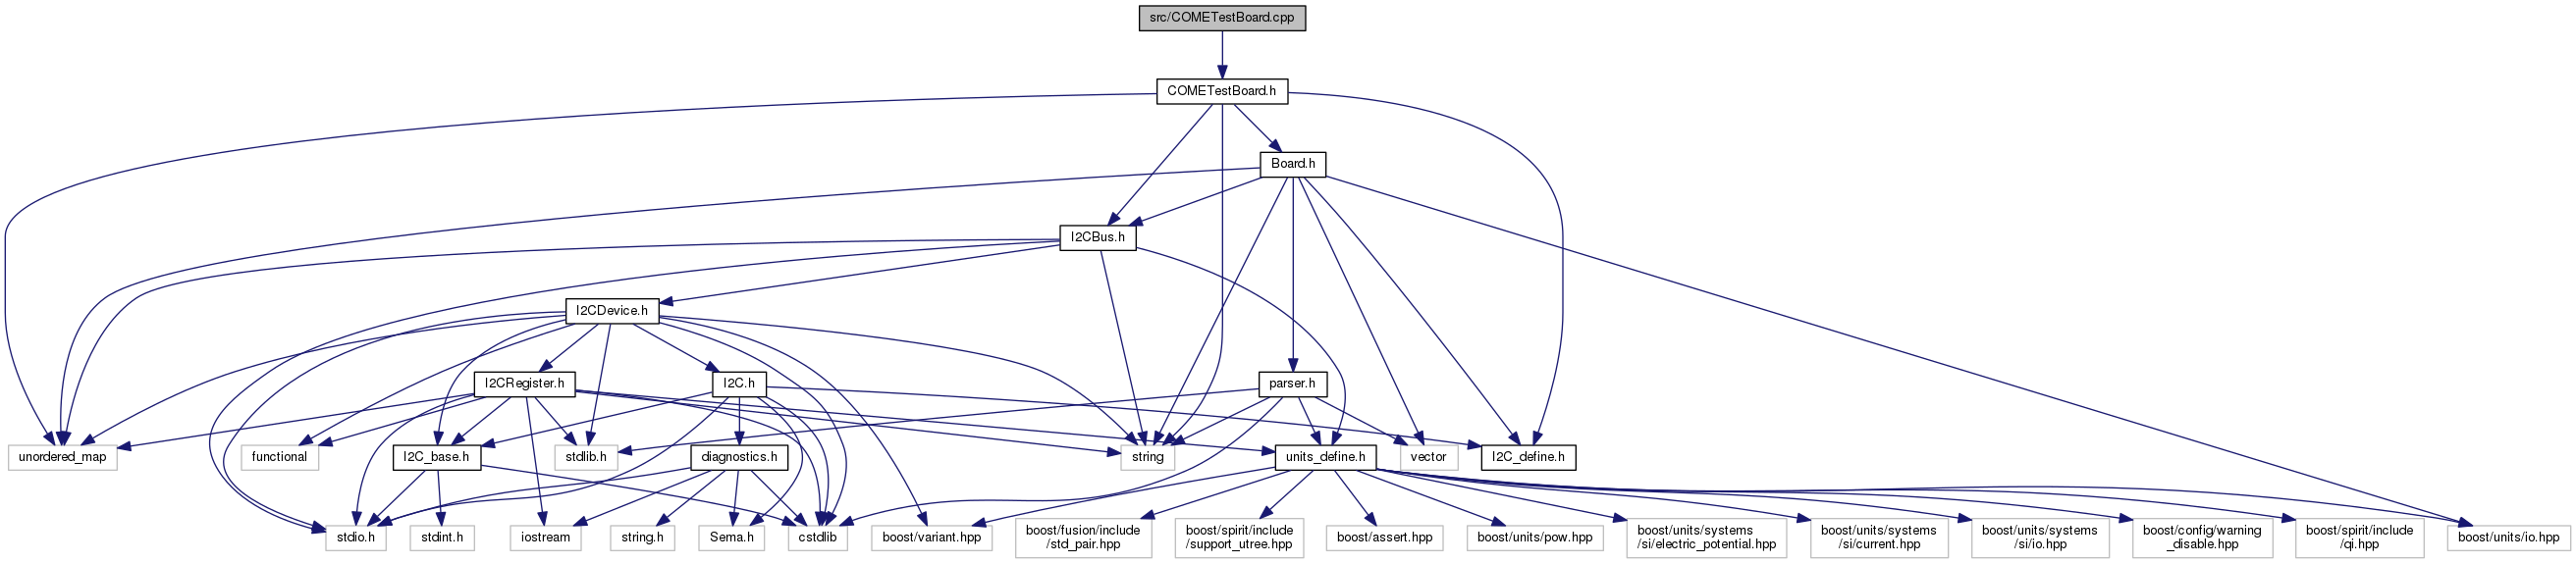 src/COMETestBoard.cpp
COMETestBoard.h
Board.h
I2CBus.h
I2CDevice.h
I2CRegister.h
I2C.h
parser.h
unordered_map
functional
I2C_base.h
stdlib.h
diagnostics.h
string
units_define.h
vector
I2C_define.h
stdio.h
stdint.h
iostream
string.h
Sema.h
cstdlib
boost/variant.hpp
boost/fusion/include
/std_pair.hpp
boost/spirit/include
/support_utree.hpp
boost/assert.hpp
boost/units/pow.hpp
boost/units/systems
/si/electric_potential.hpp
boost/units/systems
/si/current.hpp
boost/units/systems
/si/io.hpp
boost/config/warning
_disable.hpp
boost/spirit/include
/qi.hpp
boost/units/io.hpp